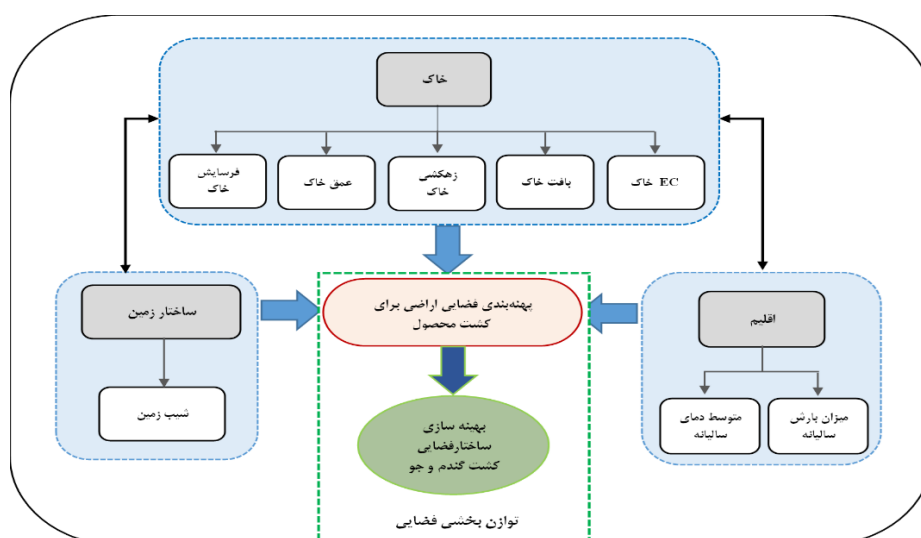 خاک
EC خاک
بافت خاک
زهکشی
خاک
عمق خاک
فرسایش
خاک
ساختار زمین
شیب زمین
پهنه‌بندی فضایی اراضی برای
کشت محصول
اقلیم
میزان بارش
سالیانه
متوسط دمای
سالیانه
بهینه سازی
ساختارفضایی
کشت گندم و جو
توازن بخشی فضایی